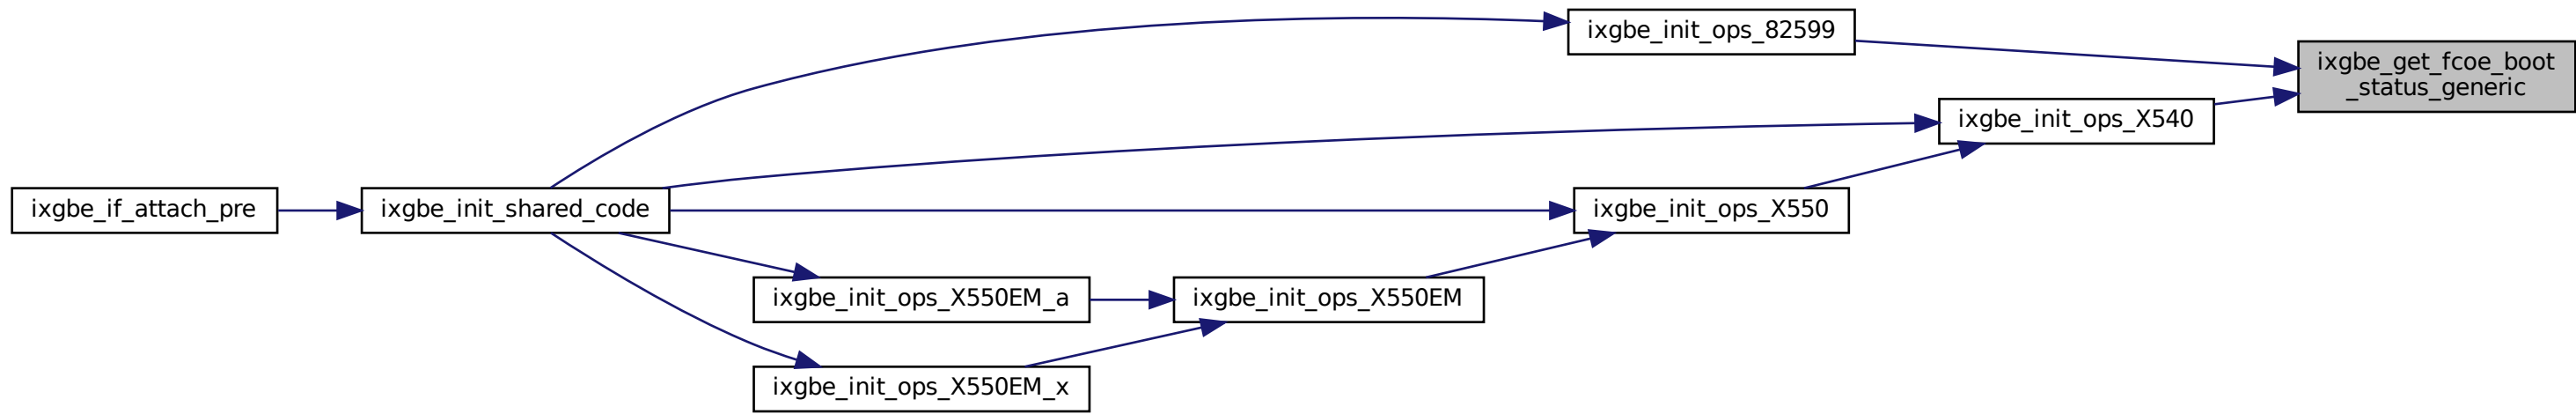 ixgbe_init_ops_82599
ixgbe_get_fcoe_boot
_status_generic
ixgbe_init_ops_X540
ixgbe_if_attach_pre
ixgbe_init_shared_code
ixgbe_init_ops_X550
ixgbe_init_ops_X550EM_a
ixgbe_init_ops_X550EM
ixgbe_init_ops_X550EM_x